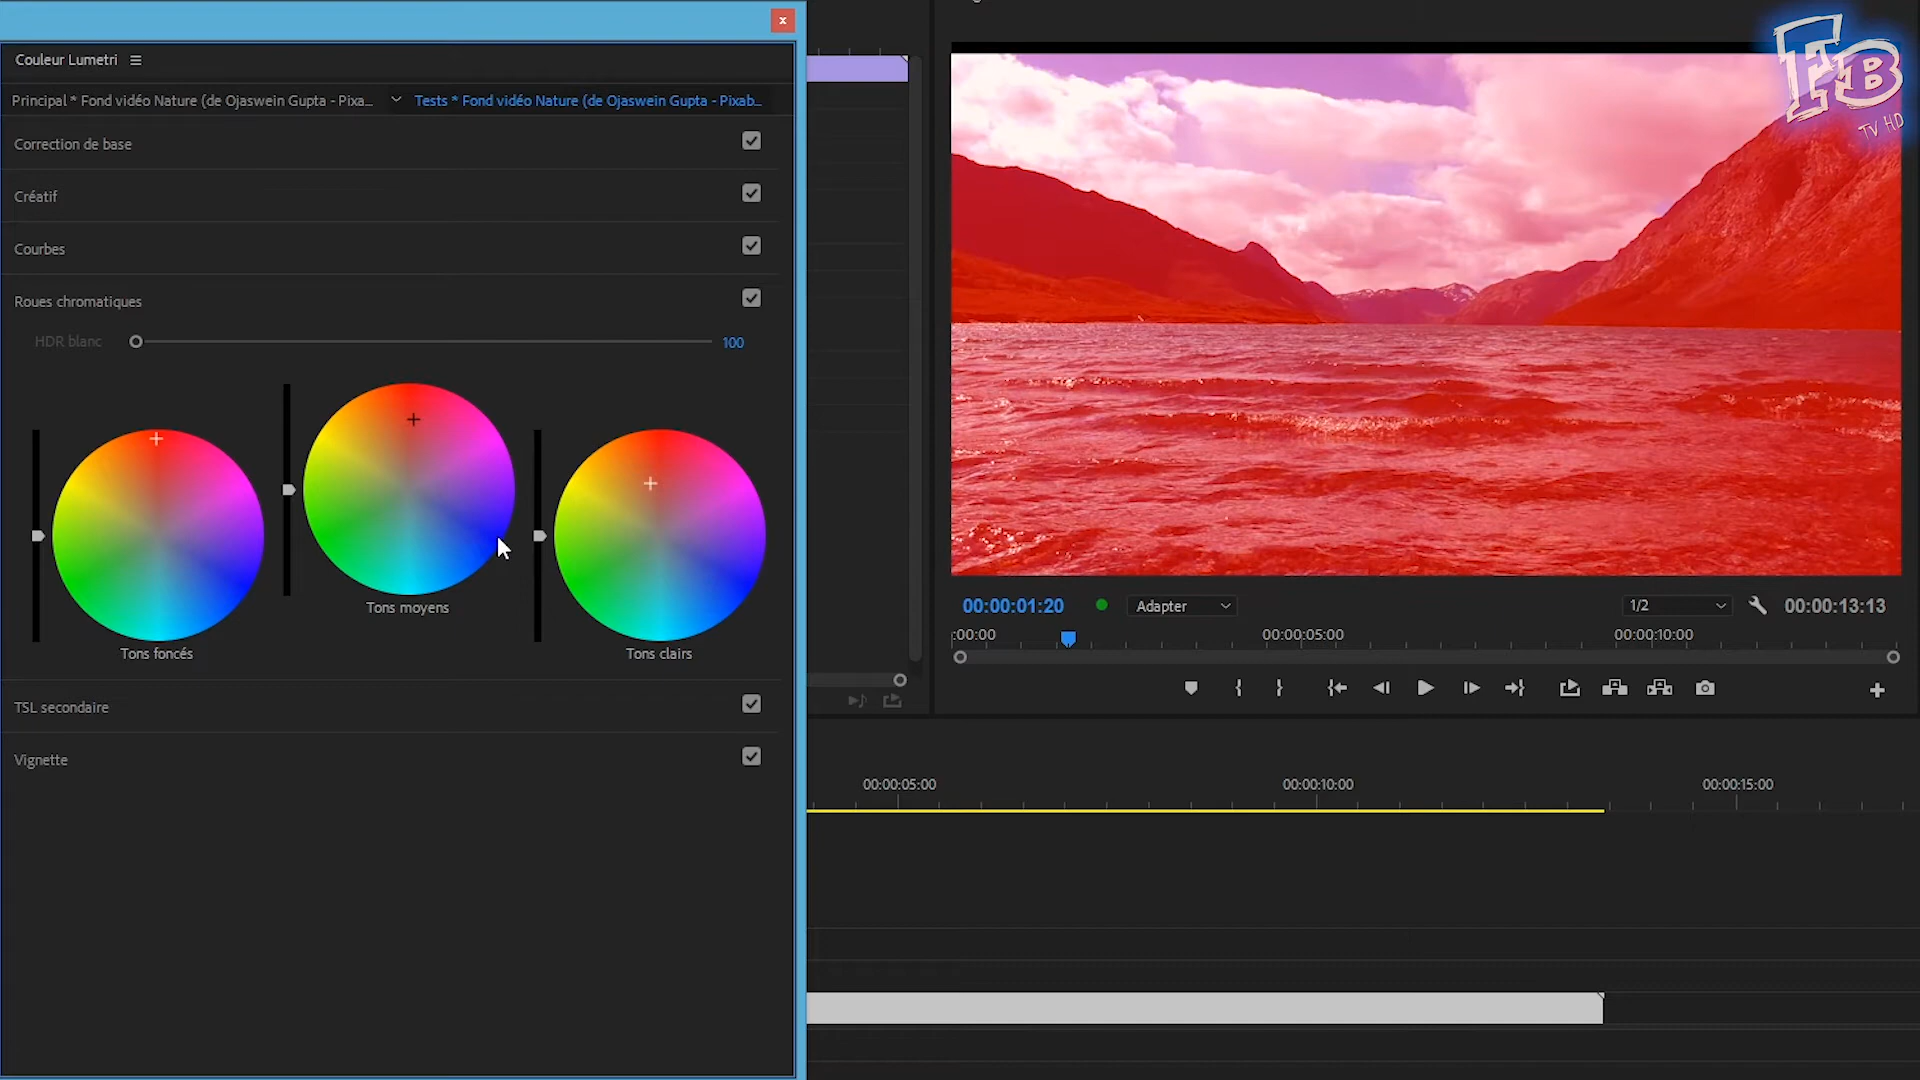 Couleur Lumetri
Principal * Fond vidéo Nature (de Ojaswein Gupta - Pixa...
Tests * Fond vidéo Nature (de Ojaswein Gupta - Pixab...
Correction de base
Créatif
Courbes
Roues chromatiques
HDR blanc
100
Tons foncés
Tons moyens
Tons clairs
TSL secondaire
Vignette
FB
TV HD
00:00:01:20
Adapter
1/2
00:00:13:13
:00:00
00:00:05:00
00:00:10:00
00:00:05:00
00:00:10:00
00:00:15:00